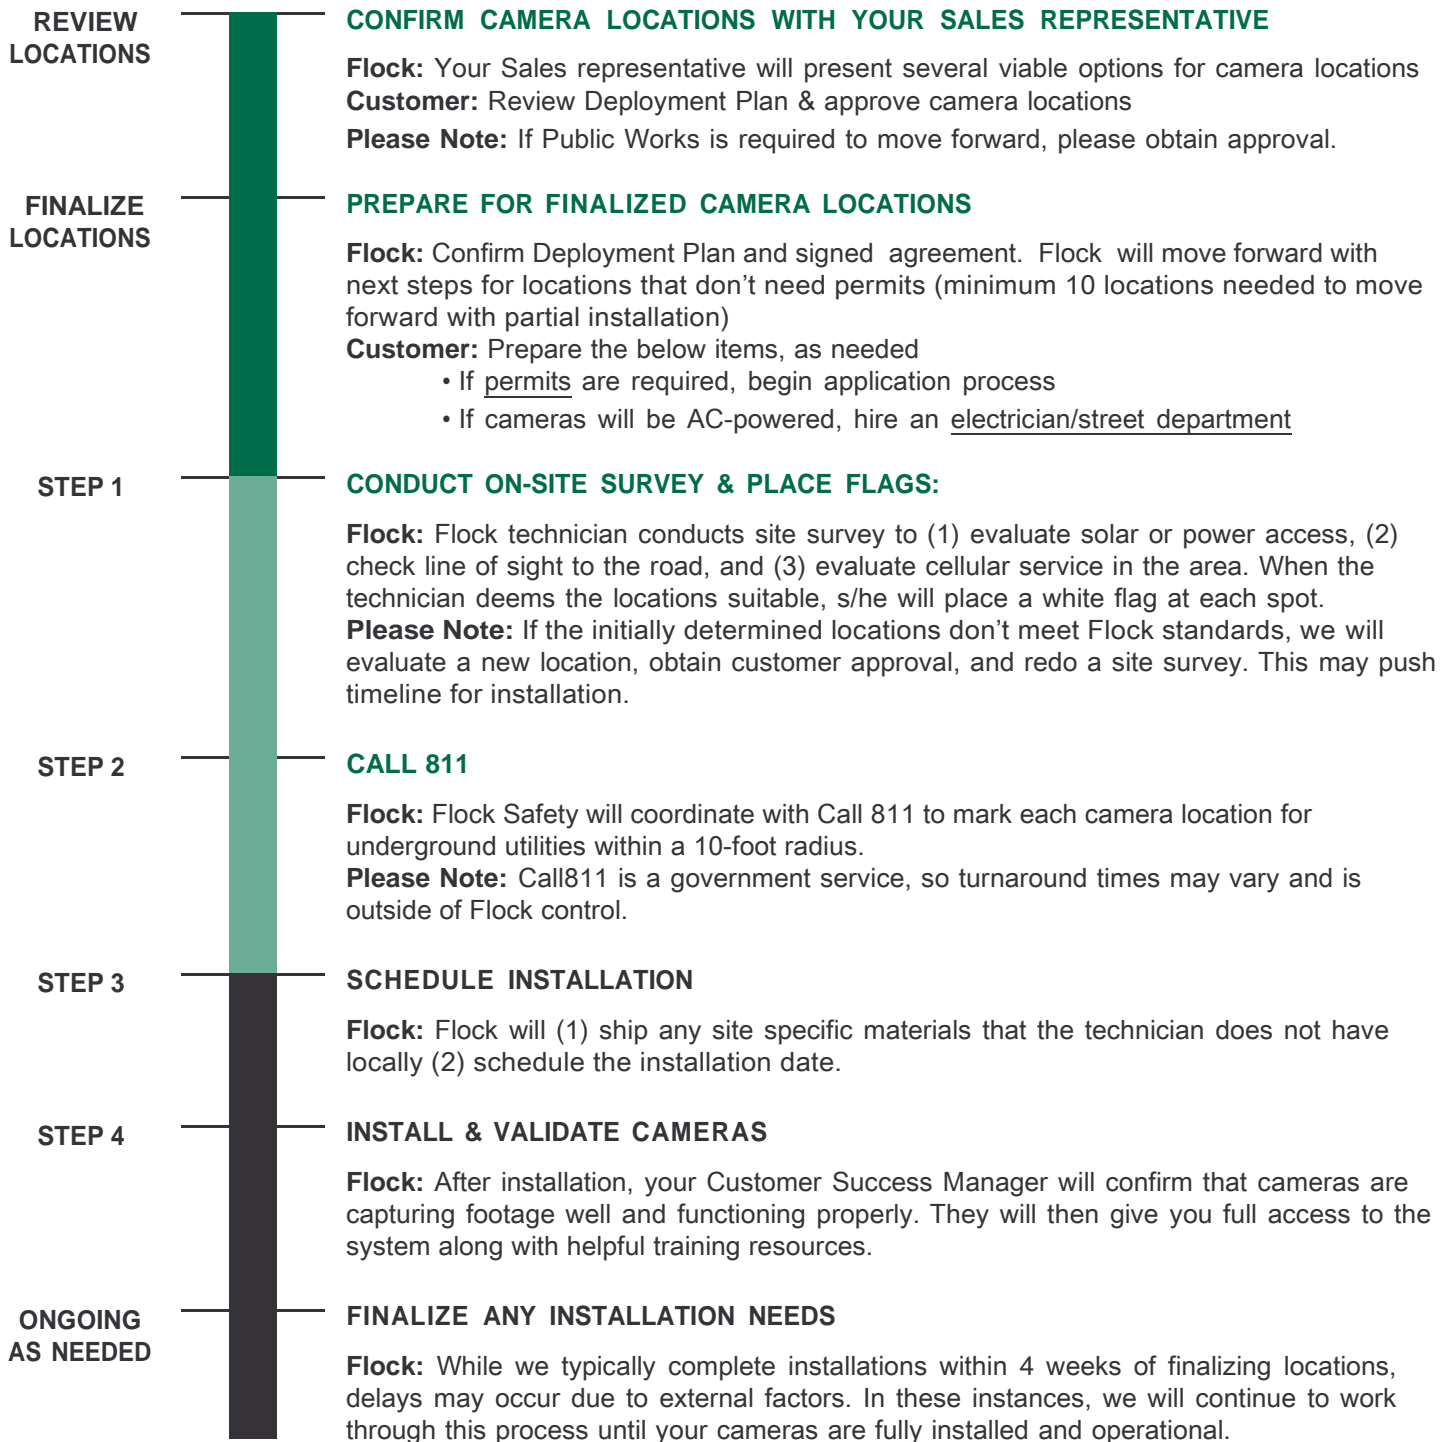 REVIEW
LOCATIONS
CONFIRM CAMERA LOCATIONS WITH YOUR SALES REPRESENTATIVE
Flock: Your Sales representative will present several viable options for camera locations
Customer: Review Deployment Plan & approve camera locations
Please Note: If Public Works is required to move forward, please obtain approval.
FINALIZE
LOCATIONS
PREPARE FOR FINALIZED CAMERA LOCATIONS
Flock: Confirm Deployment Plan and signed agreement. Flock will move forward with
next steps for locations that don’t need permits (minimum 10 locations needed to move
forward with partial installation)
Customer: Prepare the below items, as needed
• If permits are required, begin application process
• If cameras will be AC-powered, hire an electrician/street department
STEP 1
CONDUCT ON-SITE SURVEY & PLACE FLAGS:
Flock: Flock technician conducts site survey to (1) evaluate solar or power access, (2)
check line of sight to the road, and (3) evaluate cellular service in the area. When the
technician deems the locations suitable, s/he will place a white flag at each spot.
Please Note: If the initially determined locations don’t meet Flock standards, we will
evaluate a new location, obtain customer approval, and redo a site survey. This may push
timeline for installation.
STEP 2
CALL 811
Flock: Flock Safety will coordinate with Call 811 to mark each camera location for
underground utilities within a 10-foot radius.
Please Note: Call811 is a government service, so turnaround times may vary and is
outside of Flock control.
STEP 3
SCHEDULE INSTALLATION
Flock: Flock will (1) ship any site specific materials that the technician does not have
locally (2) schedule the installation date.
STEP 4
INSTALL & VALIDATE CAMERAS
Flock: After installation, your Customer Success Manager will confirm that cameras are
capturing footage well and functioning properly. They will then give you full access to the
system along with helpful training resources.
ONGOING
AS NEEDED
FINALIZE ANY INSTALLATION NEEDS
Flock: While we typically complete installations within 4 weeks of finalizing locations,
delays may occur due to external factors. In these instances, we will continue to work
through this process until your cameras are fully installed and operational.